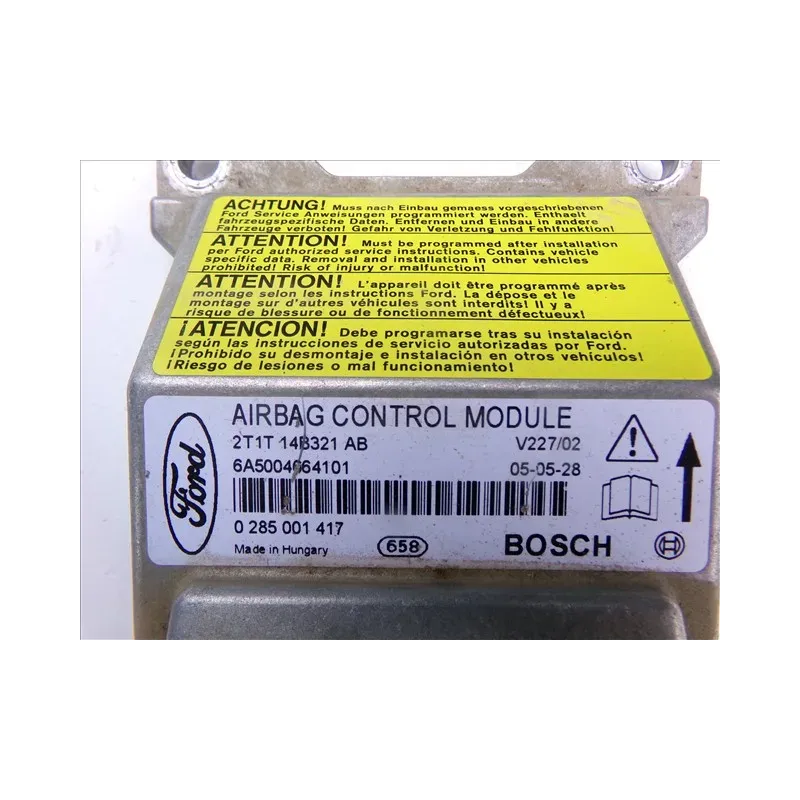 ACHTUNG! Muss nach Einbau gemaess vorgeschriebenen
Ford Service Anweisungen programmiert werden. Enthaelt
Fahrzeugspezifische Daten. Entfernen und Einbau in andere
Fahrzeuge verboten! Gefahr von Verletzung und Fehlfunktion!
ATTENTION! Must be programmed after installation
per Ford authorized service instructions. Contains vehicle
specific data. Removal and installation in other vehicles
prohibited! Risk of injury or malfunction!
ATTENTION! L'appareil doit être programmé après
montage selon les instructions Ford. La dépose et le
montage sur d'autres véhicules sont interdits! Il y a
risque de blessure ou de fonctionnement défectueux!
¡ATENCION! Debe programarse tras su instalación
según las instrucciones de servicio autorizadas por Ford.
¡Prohibido su desmontaje e instalación en otros vehículos!
¡Riesgo de lesiones o mal funcionamiento!
Ford
AIRBAG CONTROL MODULE
2T1T 14B321 AB V227/02
6A5004664101 05-05-28
0 285 001 417
Made in Hungary 658 BOSCH